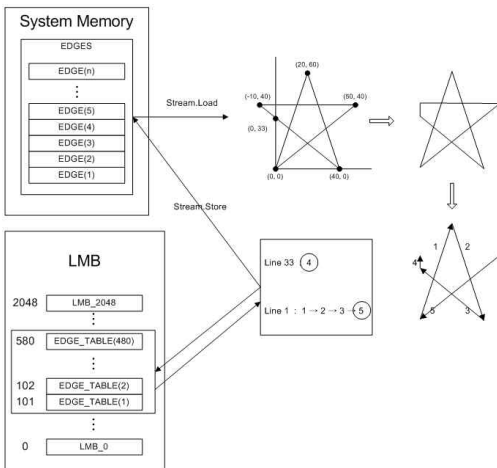 System Memory
EDGES
EDGE(n)
EDGE(5)
EDGE(4)
EDGE(3)
EDGE(2)
EDGE(1)
Stream.Load
Stream.Store
(20, 60)
(-10, 40)
(50, 40)
(0, 33)
(0, 0)
(40, 0)
LMB
2048 LMB_2048
580 EDGE_TABLE(480)
102 EDGE_TABLE(2)
101 EDGE_TABLE(1)
0 LMB_0
Line 33 : 4
Line 1 : 1 → 2 → 3 → 5
1 2
4
5 3